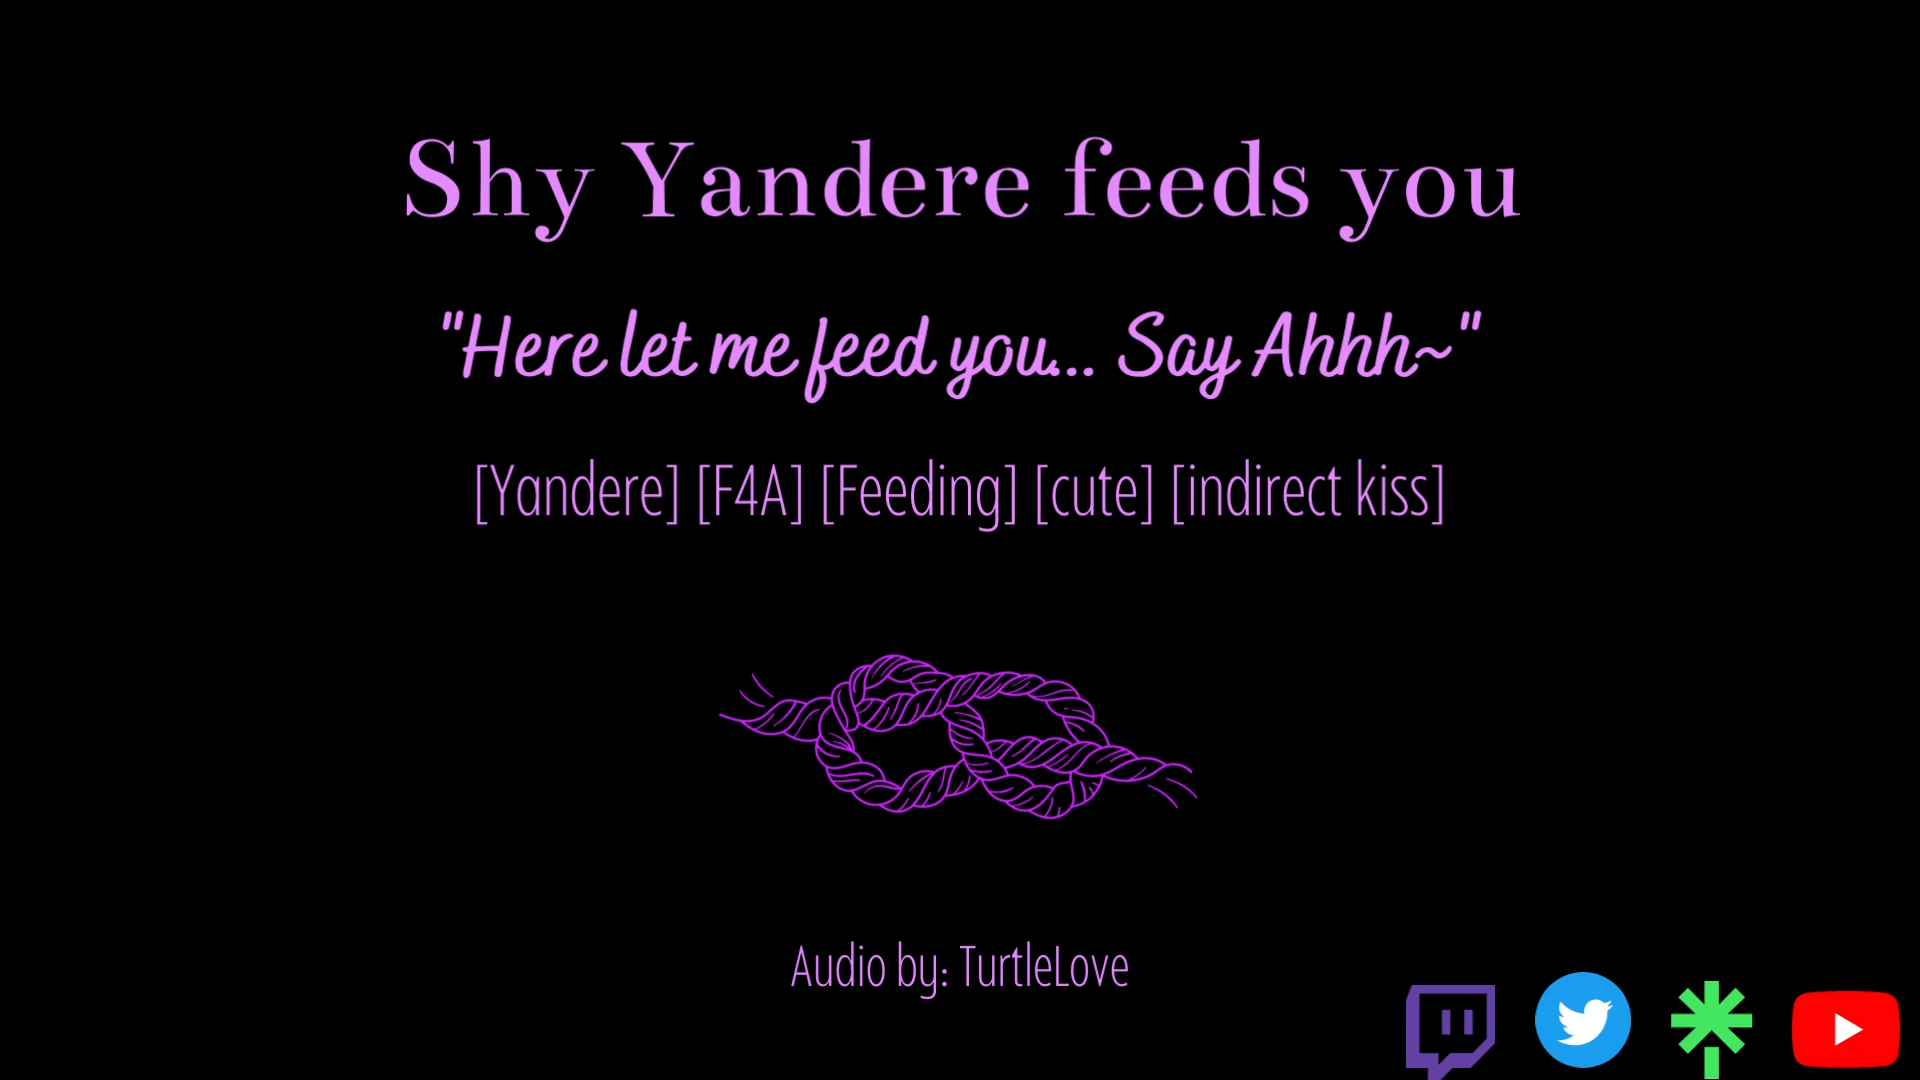 Shy Yandere feeds you
"Here let me feed you... Say Ahhh~"
[Yandere] [F4A] [Feeding] [cute] [indirect kiss]
Audio by: TurtleLove